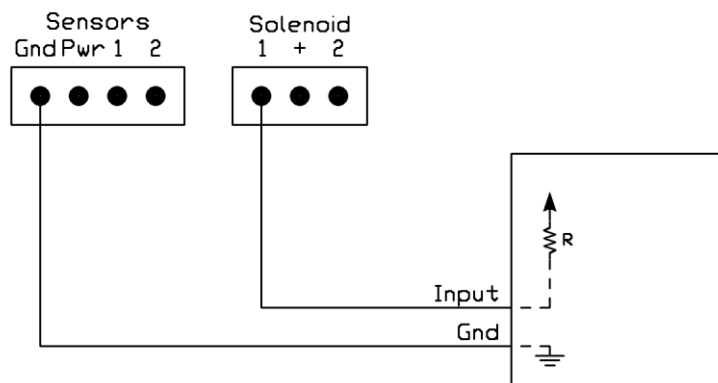 Sensors
Gnd Pwr 1 2
Solenoid
1 + 2
R
Input
Gnd